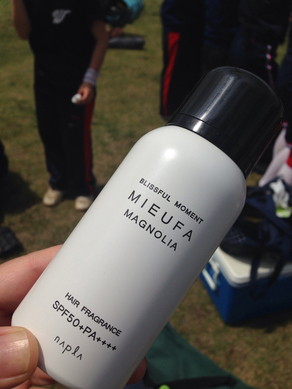 BLISSFUL MOMENT
MIEUFA
MAGNOLIA
HAIR FRAGRANCE
SPF50+PA++++
napla